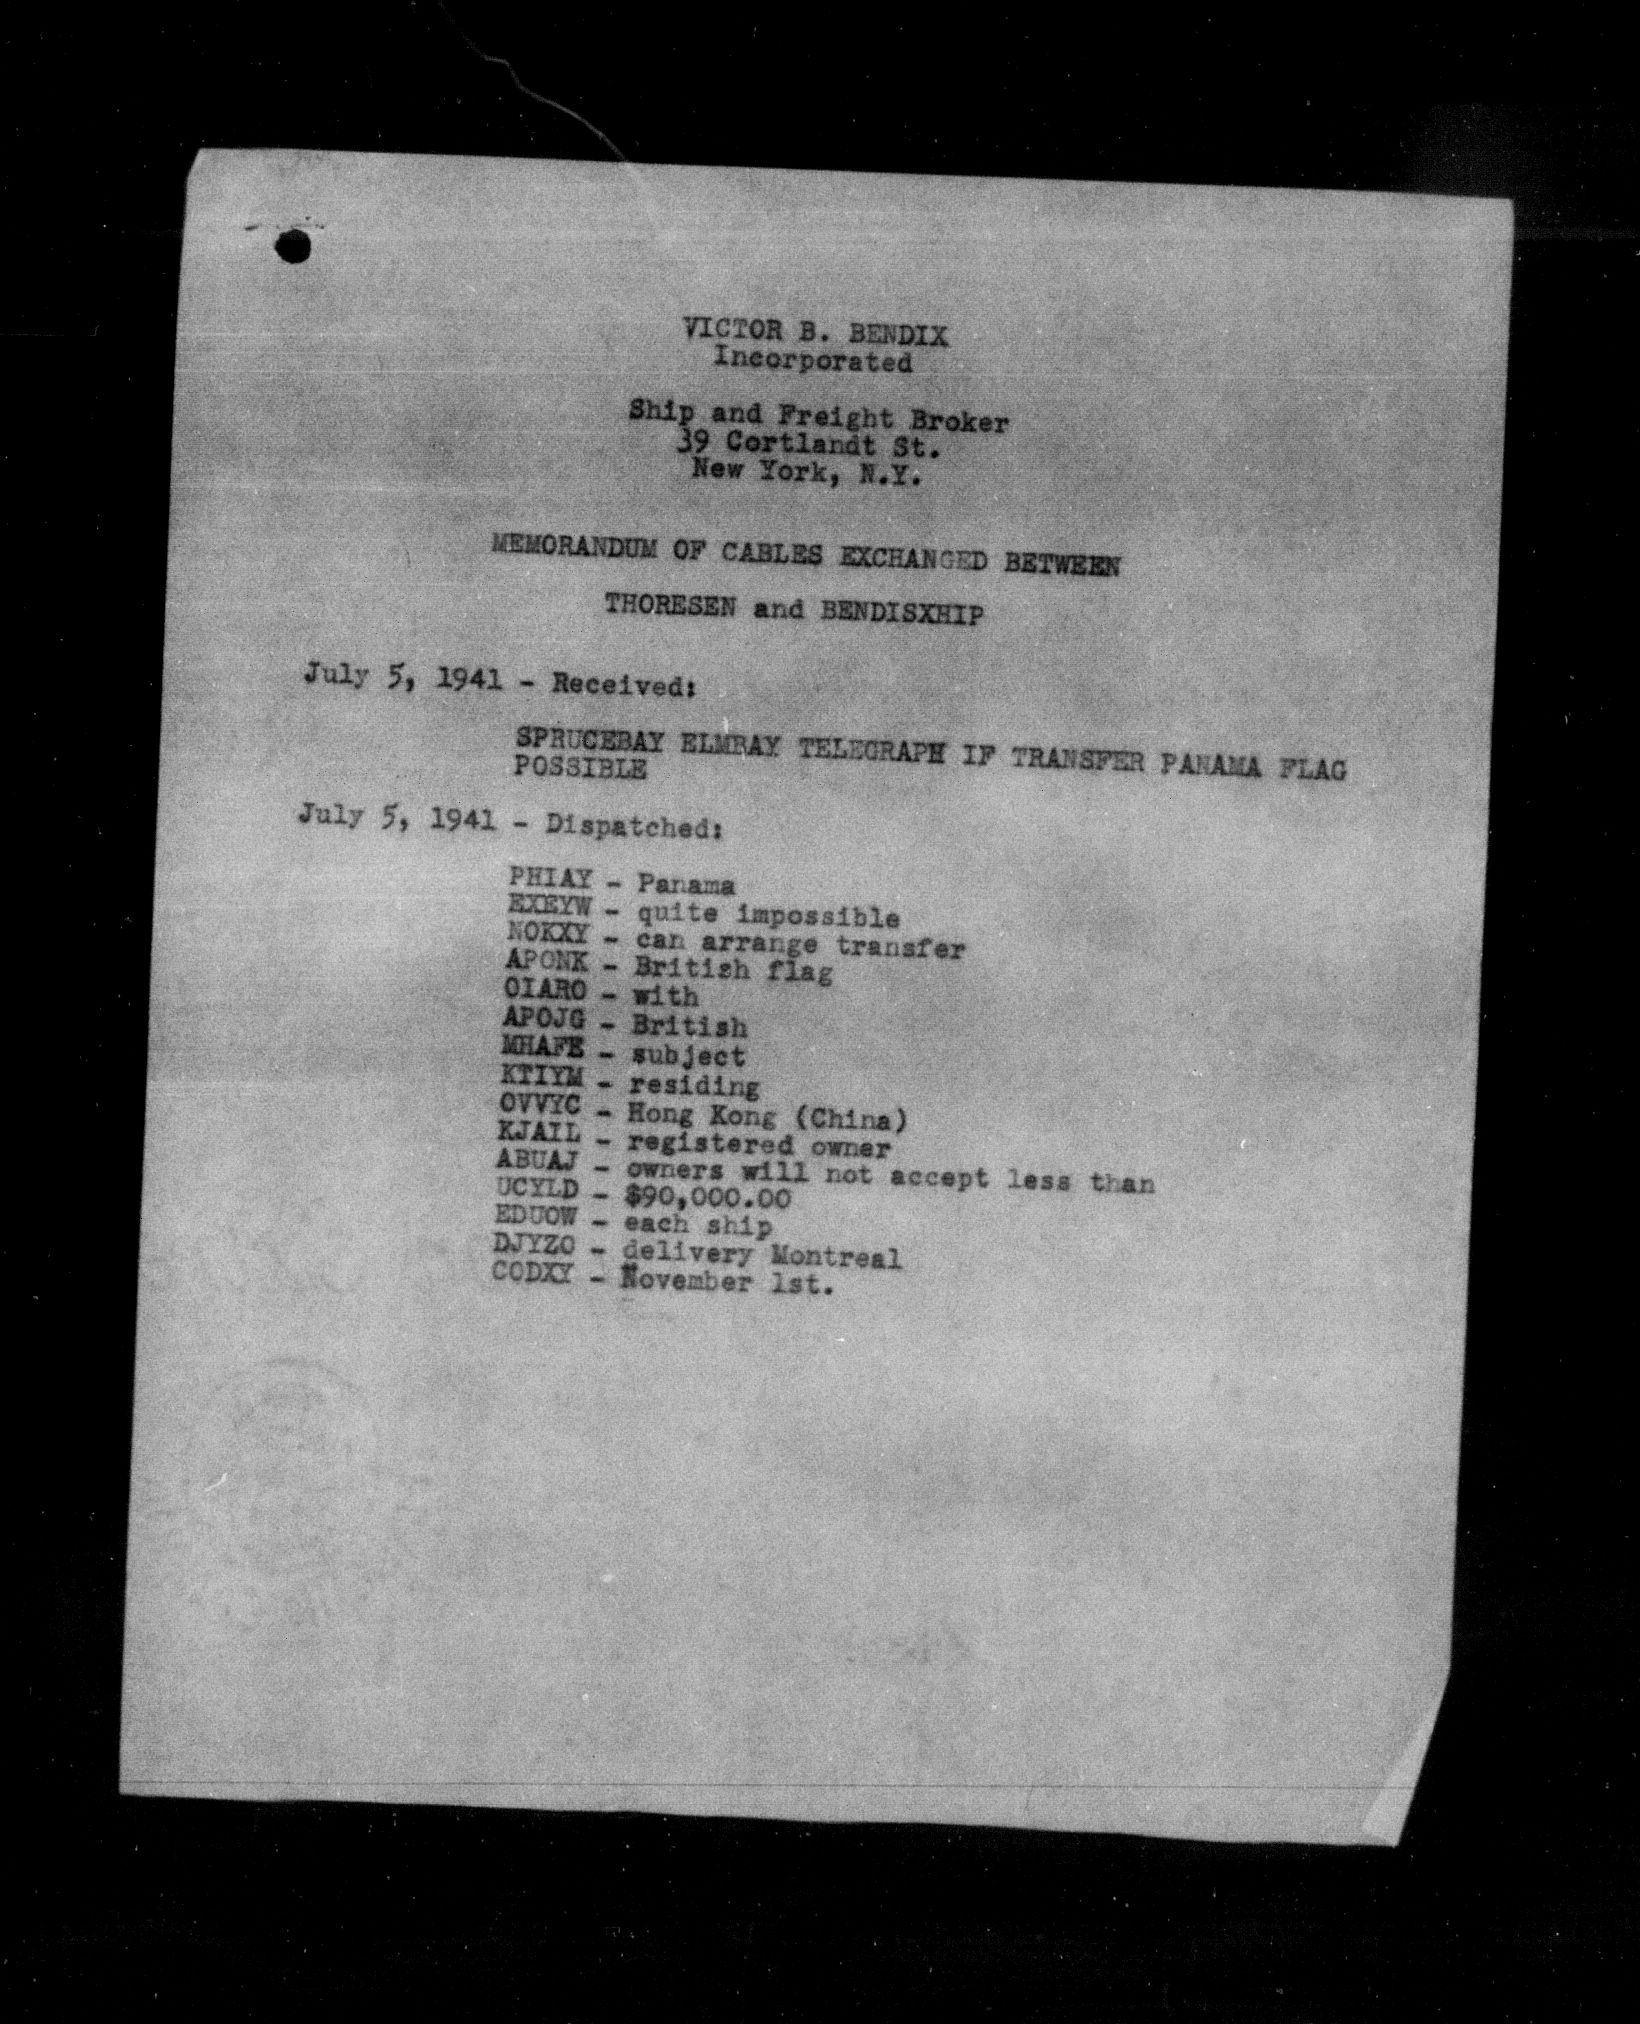 VICTOR B. BENDIX
Incorporated
Ship and Freight Broker
39 Cortlandt St.
New York, N.Y.
MEMORANDUM OF CABLES EXCHANGED BETWEEN
THORESEN and BENDISXHIP
July 5, 1941 - Received:
SPRUCEBAY ELMBAY TELEGRAPH IF TRANSFER PANAMA FLAG
POSSIBLE
July 5, 1941 - Dispatched:
PHIAY - Panama
EXEYW - quite impossible
NOKXY - can arrange transfer
APONK - British flag
OIARO - with
APOJG - British
MHAFE - subject
KTIYM - residing
OVVYC - Hong Kong (China)
KJAIL - registered owner
ABUAJ - owners will not accept less than
UCYLD - $90,000.00
EDUOW - each ship
DJYZO - delivery Montreal
CODXY - November 1st.